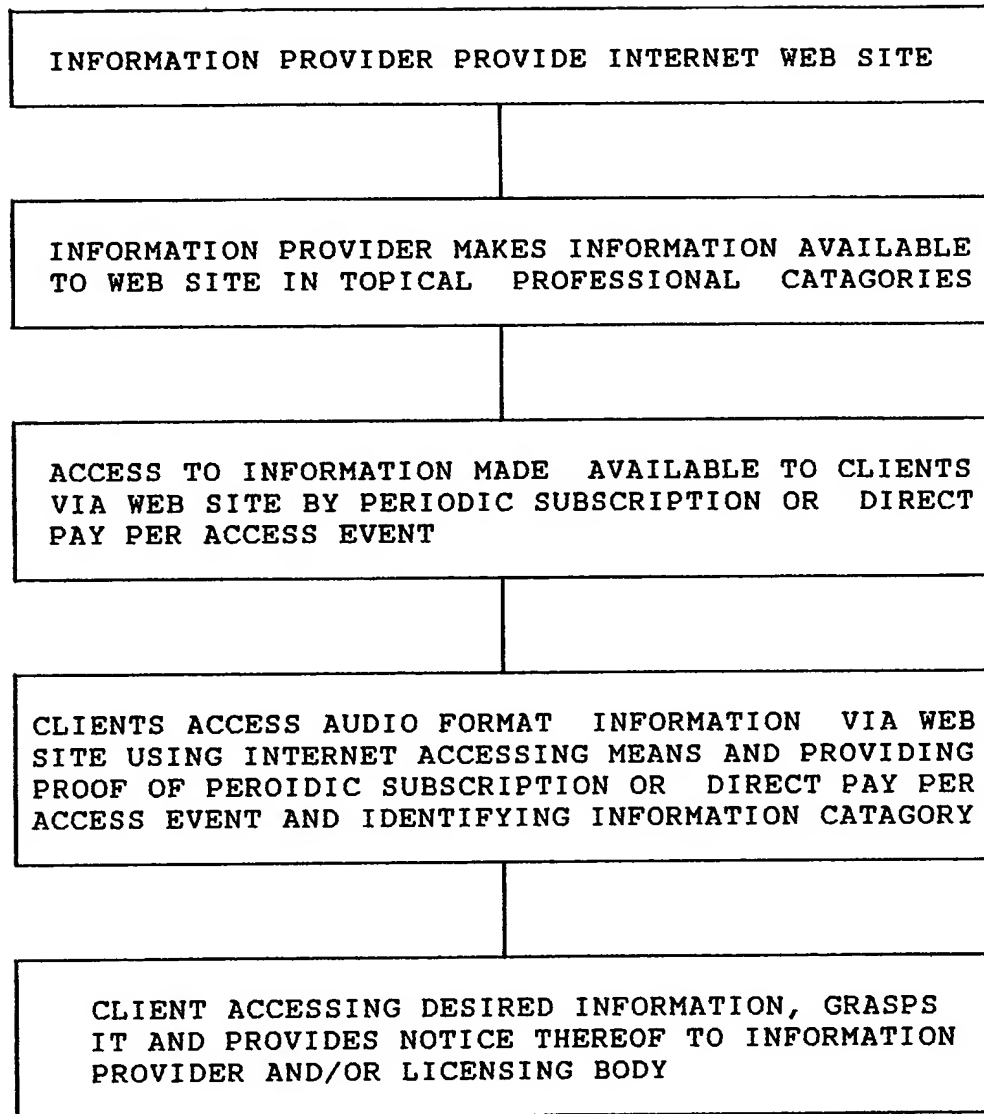 INFORMATION PROVIDER PROVIDE INTERNET WEB SITE
INFORMATION PROVIDER MAKES INFORMATION AVAILABLE
TO WEB SITE IN TOPICAL PROFESSIONAL CATAGORIES
ACCESS TO INFORMATION MADE AVAILABLE TO CLIENTS
VIA WEB SITE BY PERIODIC SUBSCRIPTION OR DIRECT
PAY PER ACCESS EVENT
CLIENTS ACCESS AUDIO FORMAT INFORMATION VIA WEB
SITE USING INTERNET ACCESSING MEANS AND PROVIDING
PROOF OF PEROIDIC SUBSCRIPTION OR DIRECT PAY PER
ACCESS EVENT AND IDENTIFYING INFORMATION CATAGORY
CLIENT ACCESSING DESIRED INFORMATION, GRASPS
IT AND PROVIDES NOTICE THEREOF TO INFORMATION
PROVIDER AND/OR LICENSING BODY